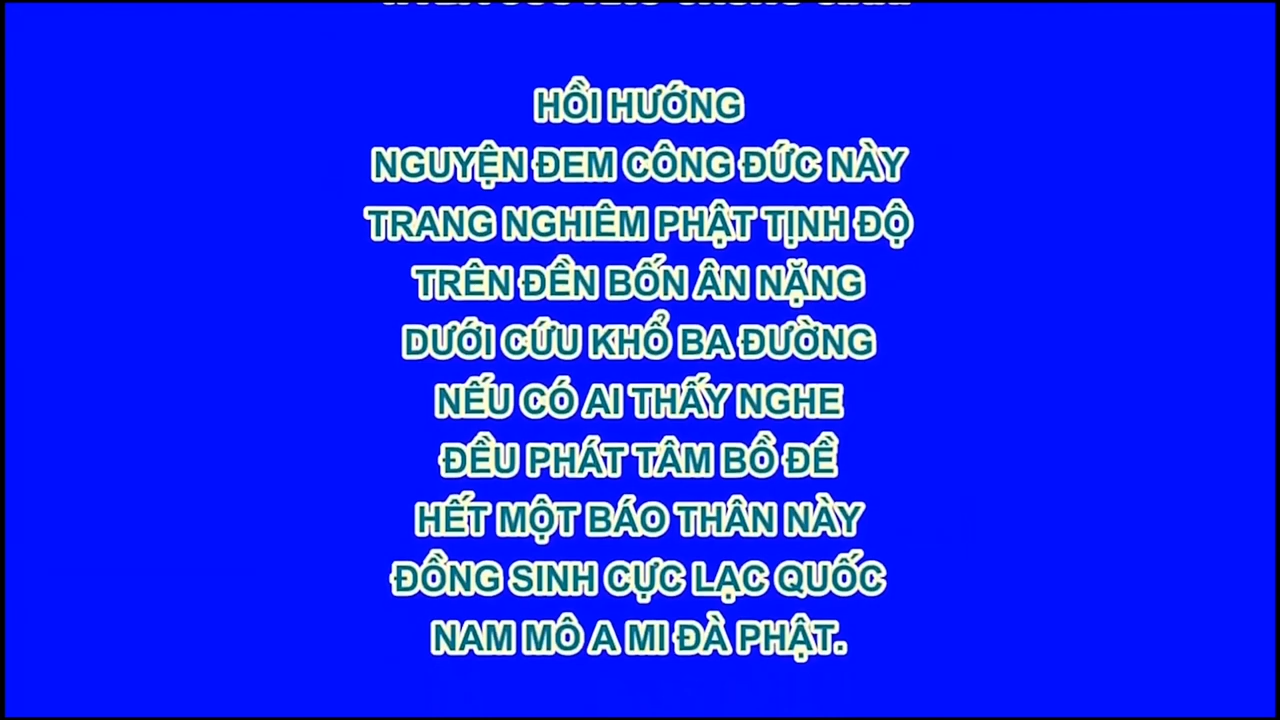 HỒI HƯỚNG
NGUYỆN ĐEM CÔNG ĐỨC NÀY
TRANG NGHIÊM PHẬT TỊNH ĐỘ
TRÊN ĐỀN BỐN ÂN NẶNG
DƯỚI CỨU KHỔ BA ĐƯỜNG
NẾU CÓ AI THẤY NGHE
ĐỀU PHÁT TÂM BỒ ĐỀ
HẾT MỘT BÁO THÂN NÀY
ĐỒNG SINH CỰC LẠC QUỐC
NAM MÔ A MI ĐÀ PHẬT.